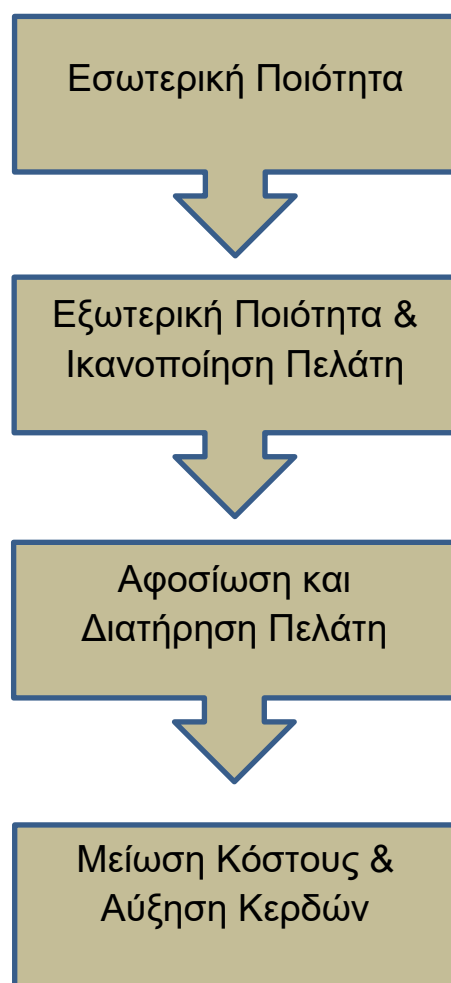 Εσωτερική Ποιότητα
Εξωτερική Ποιότητα &
Ικανοποίηση Πελάτη
Αφοσίωση και
Διατήρηση Πελάτη
Μείωση Κόστους &
Αύξηση Κερδών